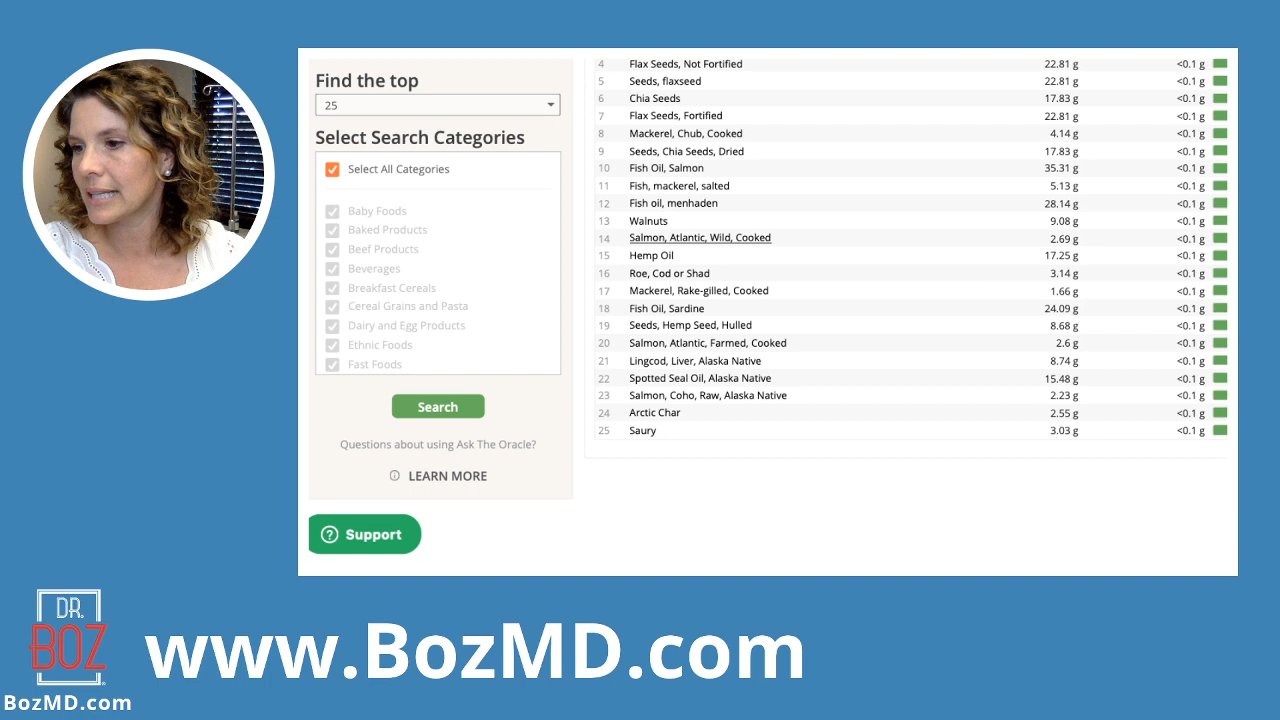 Find the top
25
Select Search Categories
Select All Categories
Baby Foods
Baked Products
Beef Products
Beverages
Breakfast Cereals
Cereal Grains and Pasta
Dairy and Egg Products
Ethnic Foods
Fast Foods
Search
Questions about using Ask The Oracle?
LEARN MORE
? Support
4 Flax Seeds, Not Fortified 22.81 g <0.1 g
5 Seeds, flaxseed 22.81 g <0.1 g
6 Chia Seeds 17.83 g <0.1 g
7 Flax Seeds, Fortified 22.81 g <0.1 g
8 Mackerel, Chub, Cooked 4.14 g <0.1 g
9 Seeds, Chia Seeds, Dried 17.83 g <0.1 g
10 Fish Oil, Salmon 35.31 g <0.1 g
11 Fish, mackerel, salted 5.13 g <0.1 g
12 Fish oil, menhaden 28.14 g <0.1 g
13 Walnuts 9.08 g <0.1 g
14 Salmon, Atlantic, Wild, Cooked 2.69 g <0.1 g
15 Hemp Oil 17.25 g <0.1 g
16 Roe, Cod or Shad 3.14 g <0.1 g
17 Mackerel, Rake-gilled, Cooked 1.66 g <0.1 g
18 Fish Oil, Sardine 24.09 g <0.1 g
19 Seeds, Hemp Seed, Hulled 8.68 g <0.1 g
20 Salmon, Atlantic, Farmed, Cooked 2.6 g <0.1 g
21 Lingcod, Liver, Alaska Native 8.74 g <0.1 g
22 Spotted Seal Oil, Alaska Native 15.48 g <0.1 g
23 Salmon, Coho, Raw, Alaska Native 2.23 g <0.1 g
24 Arctic Char 2.55 g <0.1 g
25 Saury 3.03 g <0.1 g
DR.
BOZ
www.BozMD.com
BozMD.com